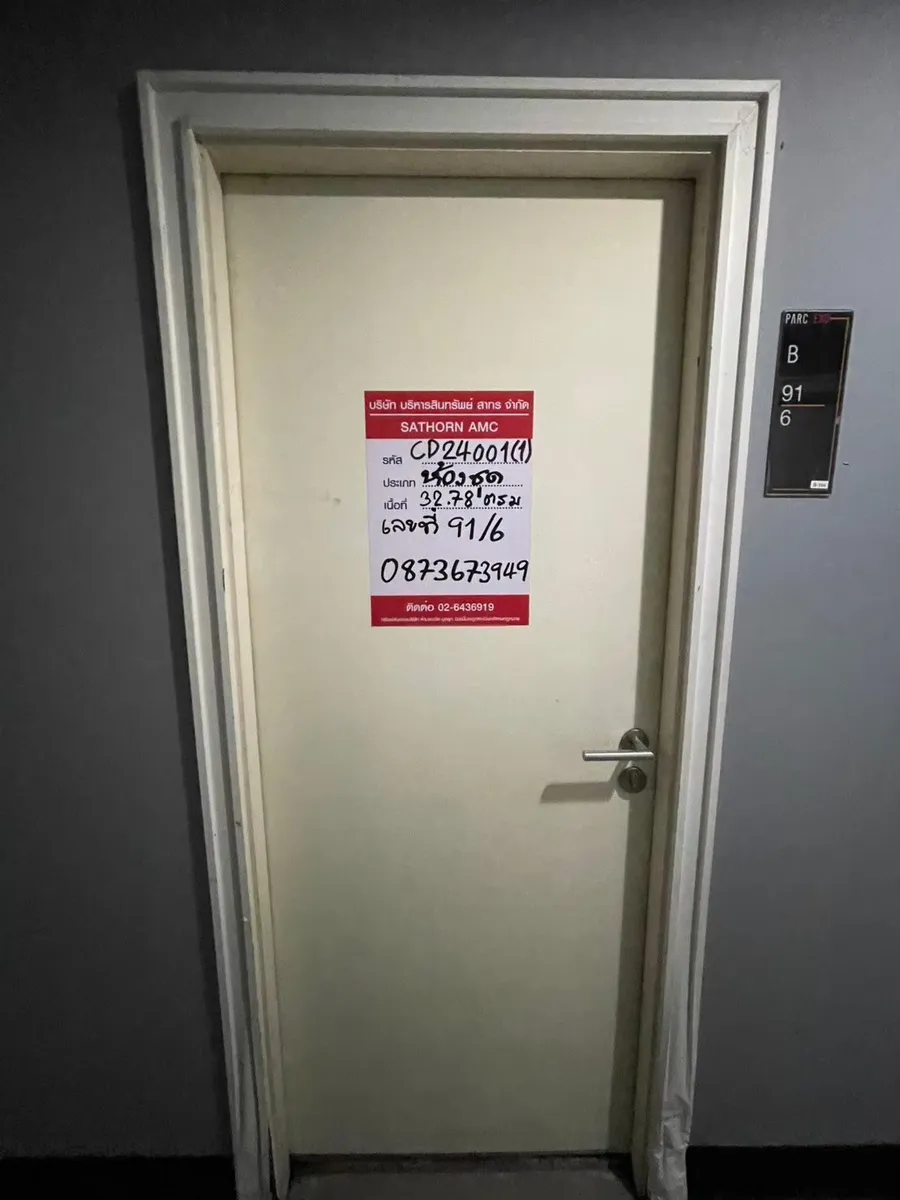 บริษัท บริหารสินทรัพย์ สาทร จำกัด
SATHORN AMC
รหัส CD24001(1)
ประเภท ห้องชุด
เนื้อที่ 32.78 ตรม
เลขที่ 91/6
0873673949
ติดต่อ 02-6436919
PARC EXO
B
91
6